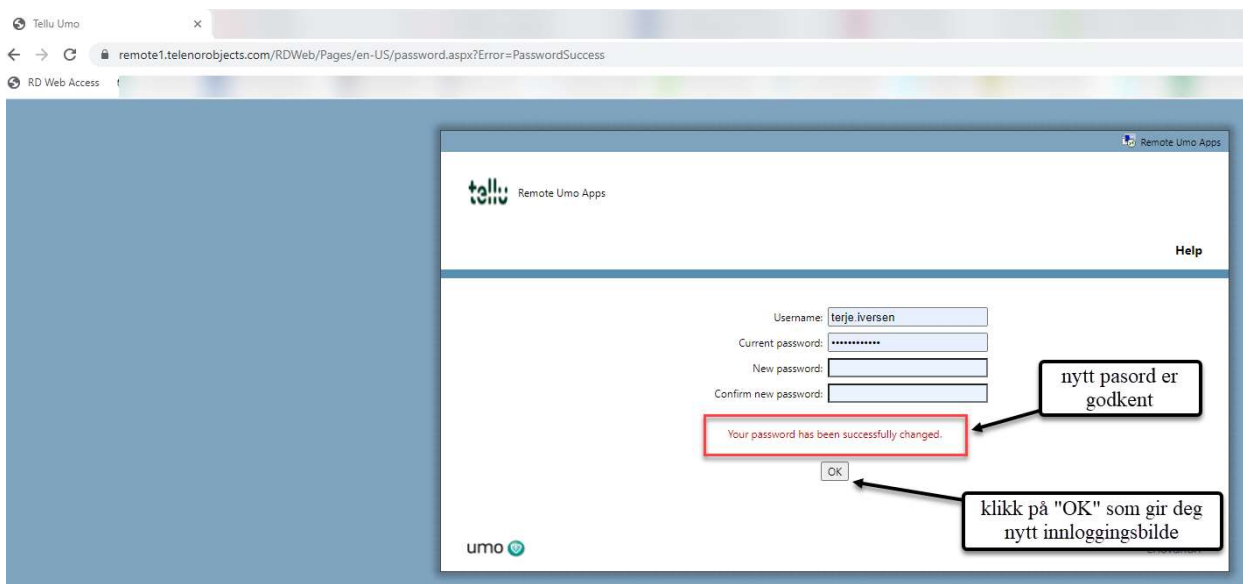 Tellu Umo
remote1.telenorobjects.com/RDWeb/Pages/en-US/password.aspx?Error=PasswordSuccess
RD Web Access
Remote Umo Apps
tellu Remote Umo Apps
Help
Username: terje.iversen
Current password: ••••••••••••
New password:
Confirm new password:
nytt pasord er
godkent
Your password has been successfully changed.
OK
klikk på "OK" som gir deg
nytt innloggingsbilde
umo